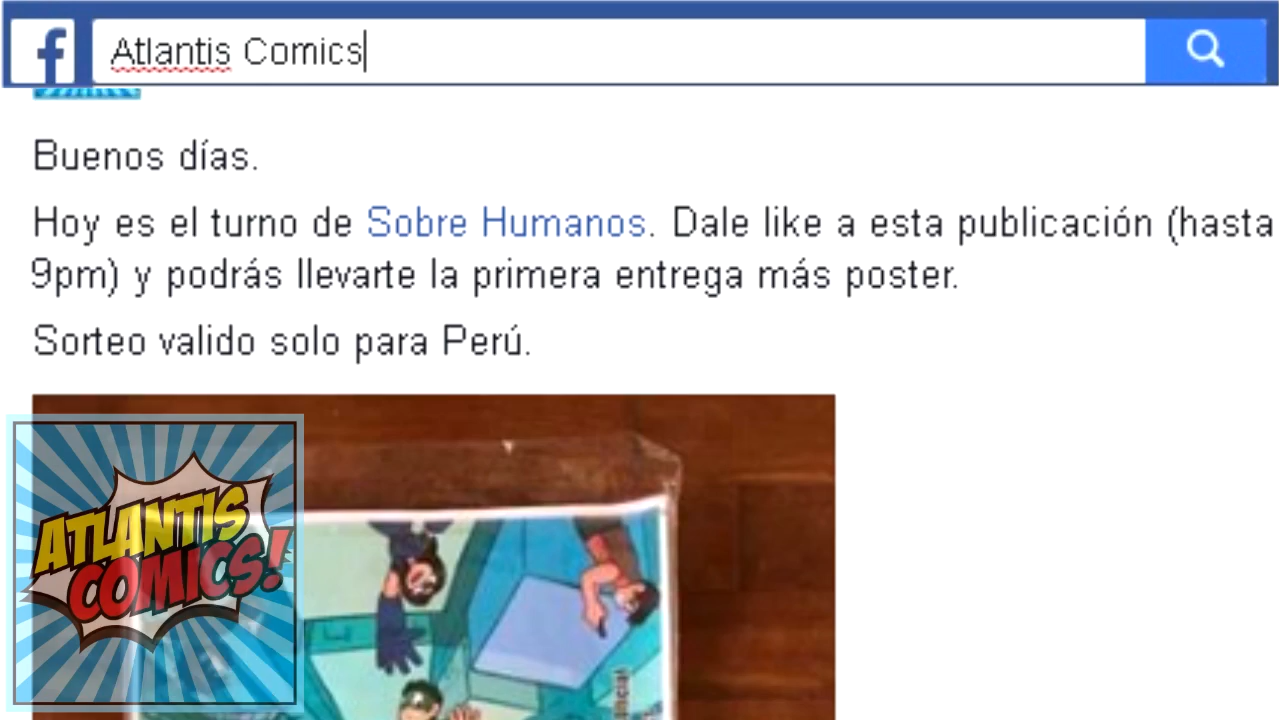 f
Atlantis Comics
Buenos días.
Hoy es el turno de Sobre Humanos. Dale like a esta publicación (hasta
9pm) y podrás llevarte la primera entrega más poster.
Sorteo valido solo para Perú.
ATLANTIS
COMICS!